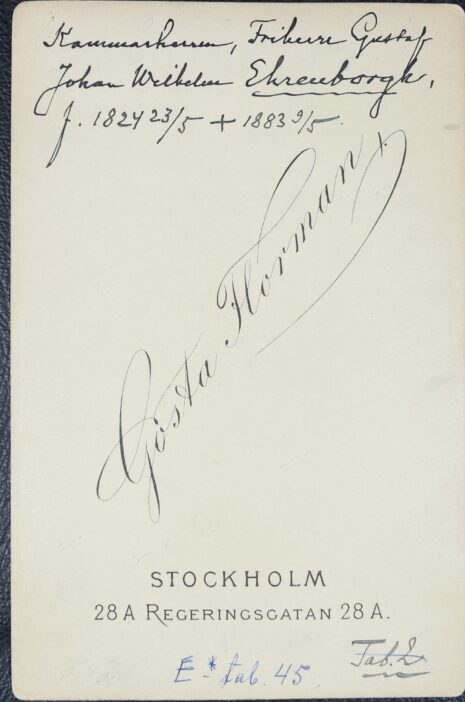 Kammarherren, Friherre Gustaf
Johan Wilhelm Ehrenborgh,
f. 1824 23/5 + 1883 9/5.
Gösta Florman
STOCKHOLM
28 A REGERINGSGATAN 28 A.
Tab. 2
E-* tab. 45